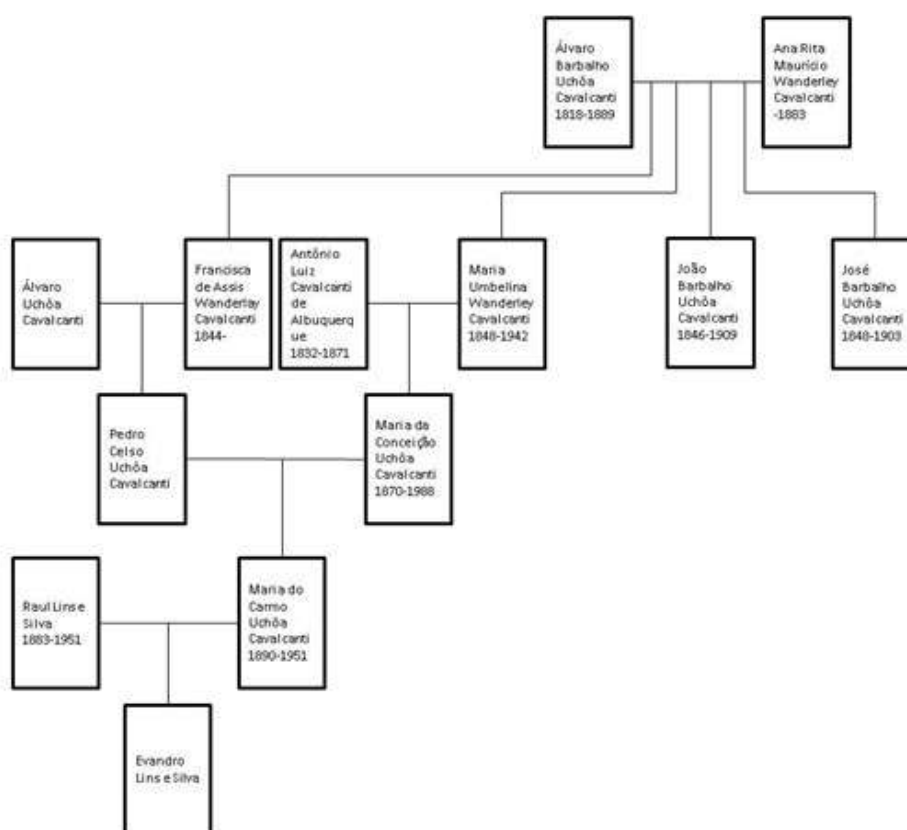 Álvaro
Barbalho
Uchôa
Cavalcanti
1818-1889
Ana Rita
Maurício
Wanderley
Cavalcanti
-1883
Álvaro
Uchôa
Cavalcanti
Francisca
de Assis
Wanderlay
Cavalcanti
1844-
Antônio
Luiz
Cavalcanti
de
Albuquerq
ue
1832-1871
Maria
Umbelina
Wanderley
Cavalcanti
1848-1942
João
Barbalho
Uchôa
Cavalcanti
1846-1909
José
Barbalho
Uchôa
Cavalcanti
1848-1903
Pedro
Celso
Uchôa
Cavalcanti
Maria da
Conceição
Uchôa
Cavalcanti
1870-1988
Raul Lins e
Silva
1883-1951
Maria do
Carmo
Uchôa
Cavalcanti
1890-1951
Evandro
Lins e Silva